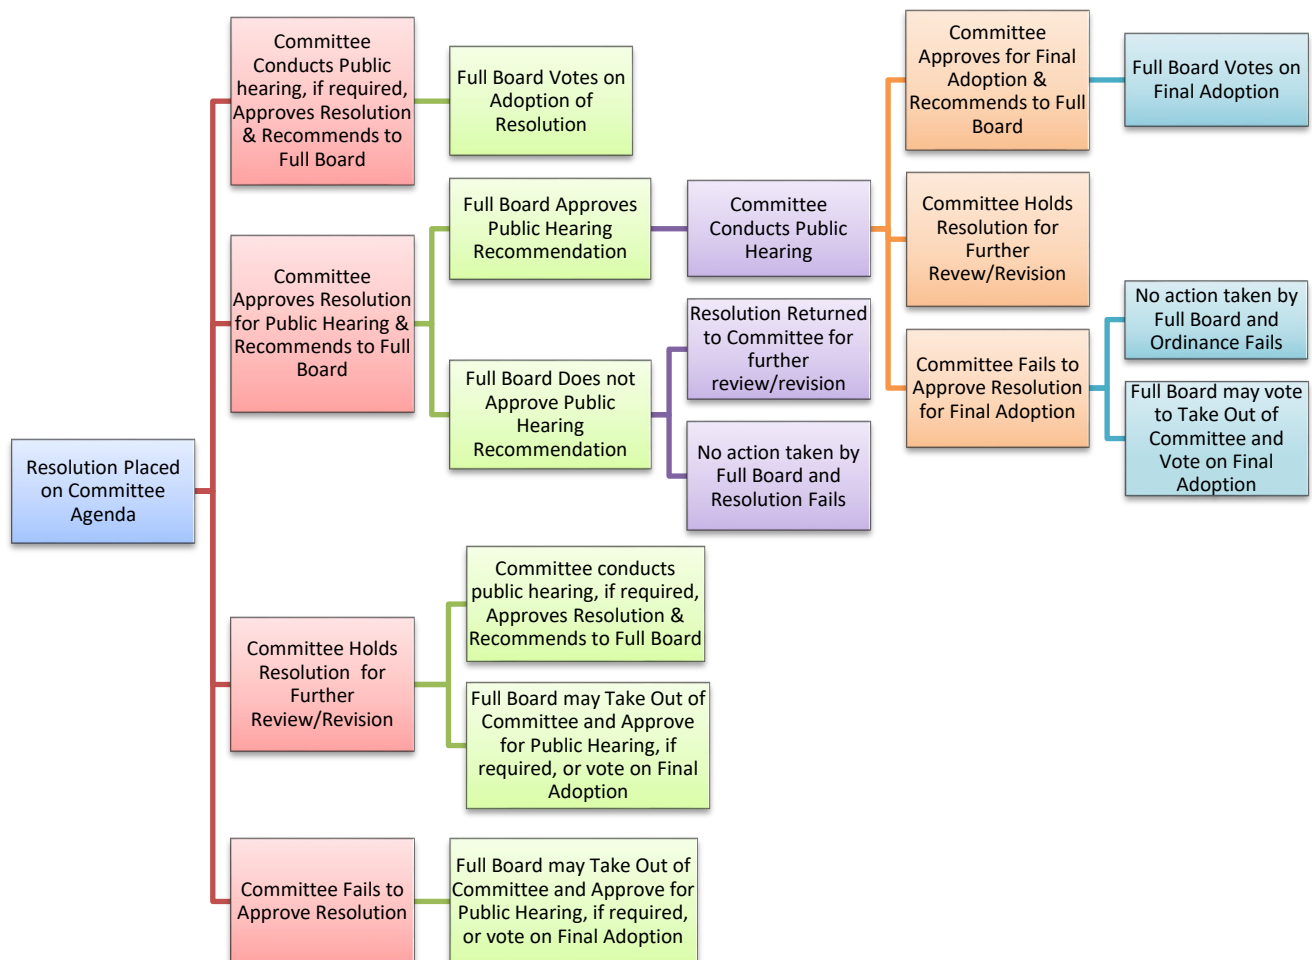 Resolution Placed
on Committee
Agenda
Committee
Conducts Public
hearing, if required,
Approves Resolution
& Recommends to
Full Board
Full Board Votes on
Adoption of
Resolution
Committee
Approves Resolution
for Public Hearing &
Recommends to Full
Board
Full Board Approves
Public Hearing
Recommendation
Committee
Conducts Public
Hearing
Committee
Approves for Final
Adoption &
Recommends to Full
Board
Full Board Votes on
Final Adoption
Committee Holds
Resolution for
Further
Revew/Revision
Committee Fails to
Approve Resolution
for Final Adoption
No action taken by
Full Board and
Ordinance Fails
Full Board may vote
to Take Out of
Committee and
Vote on Final
Adoption
Full Board Does not
Approve Public
Hearing
Recommendation
Resolution Returned
to Committee for
further
review/revision
No action taken by
Full Board and
Resolution Fails
Committee Holds
Resolution  for
Further
Review/Revision
Committee conducts
public hearing, if required,
Approves Resolution &
Recommends to Full Board
Full Board may Take Out of
Committee and Approve
for Public Hearing, if
required, or vote on Final
Adoption
Committee Fails to
Approve Resolution
Full Board may Take Out of
Committee and Approve for
Public Hearing, if required,
or vote on Final Adoption